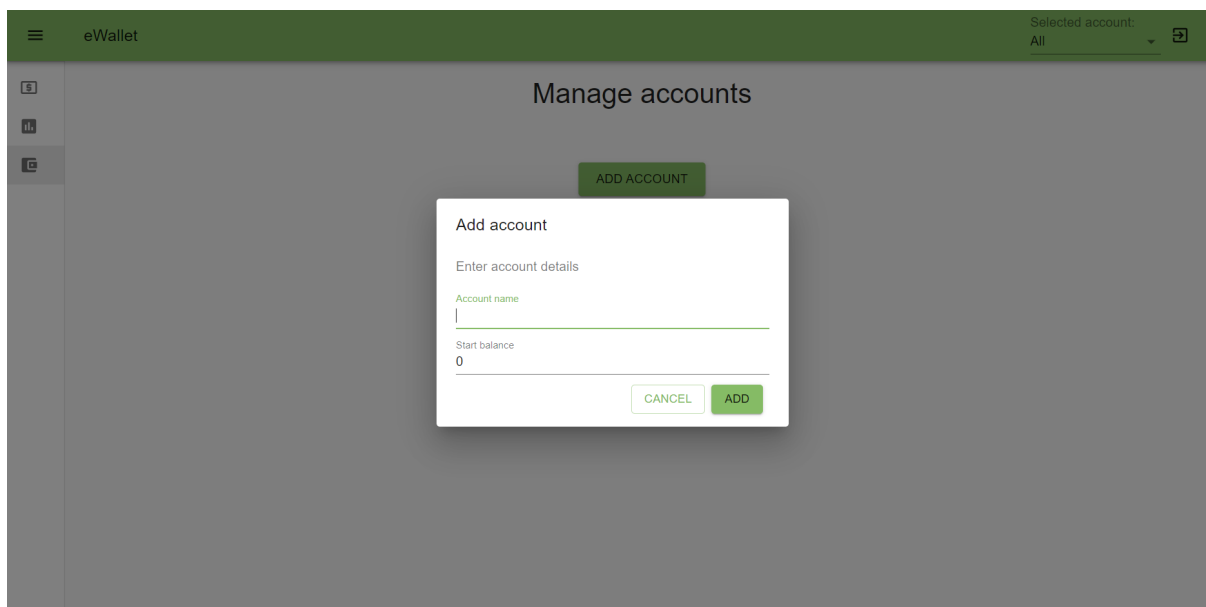 eWallet
Selected account:
All
Manage accounts
ADD ACCOUNT
Add account
Enter account details
Account name
Start balance
0
CANCEL
ADD